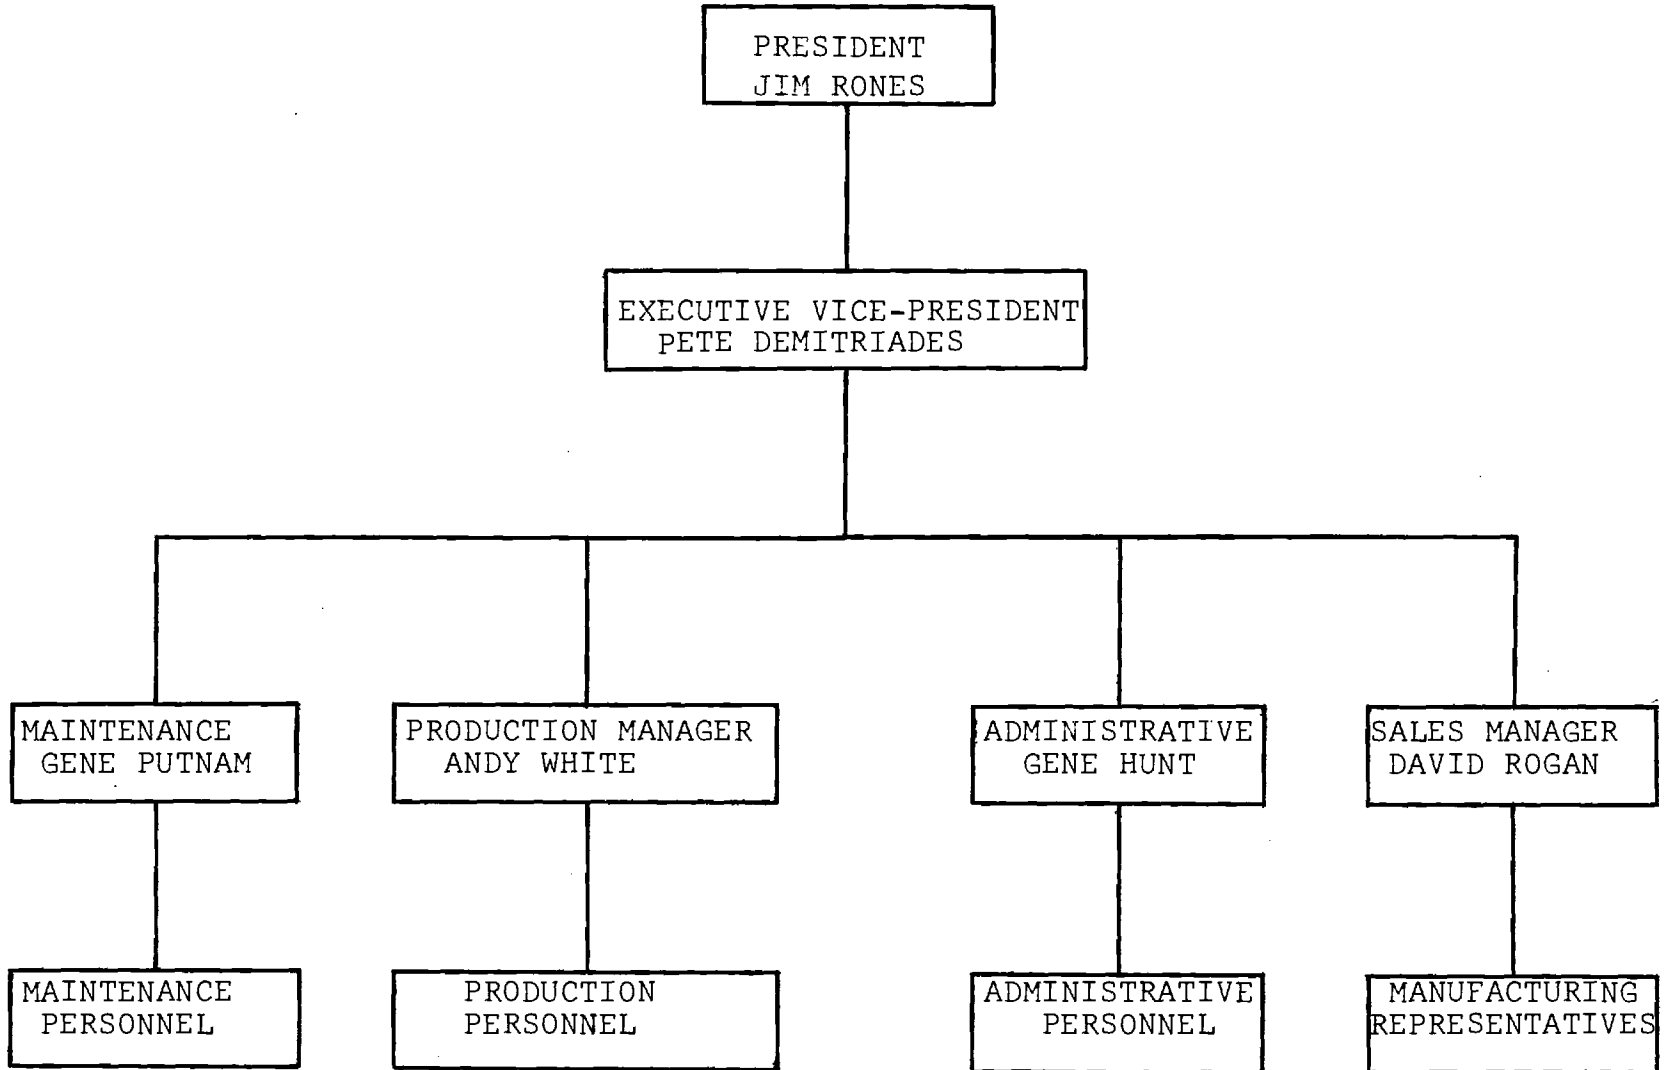 PRESIDENT
JIM RONES
EXECUTIVE VICE-PRESIDENT
PETE DEMITRIADES
MAINTENANCE
GENE PUTNAM
PRODUCTION MANAGER
ANDY WHITE
ADMINISTRATIVE
GENE HUNT
SALES MANAGER
DAVID ROGAN
MAINTENANCE
PERSONNEL
PRODUCTION
PERSONNEL
ADMINISTRATIVE
PERSONNEL
MANUFACTURING
REPRESENTATIVES